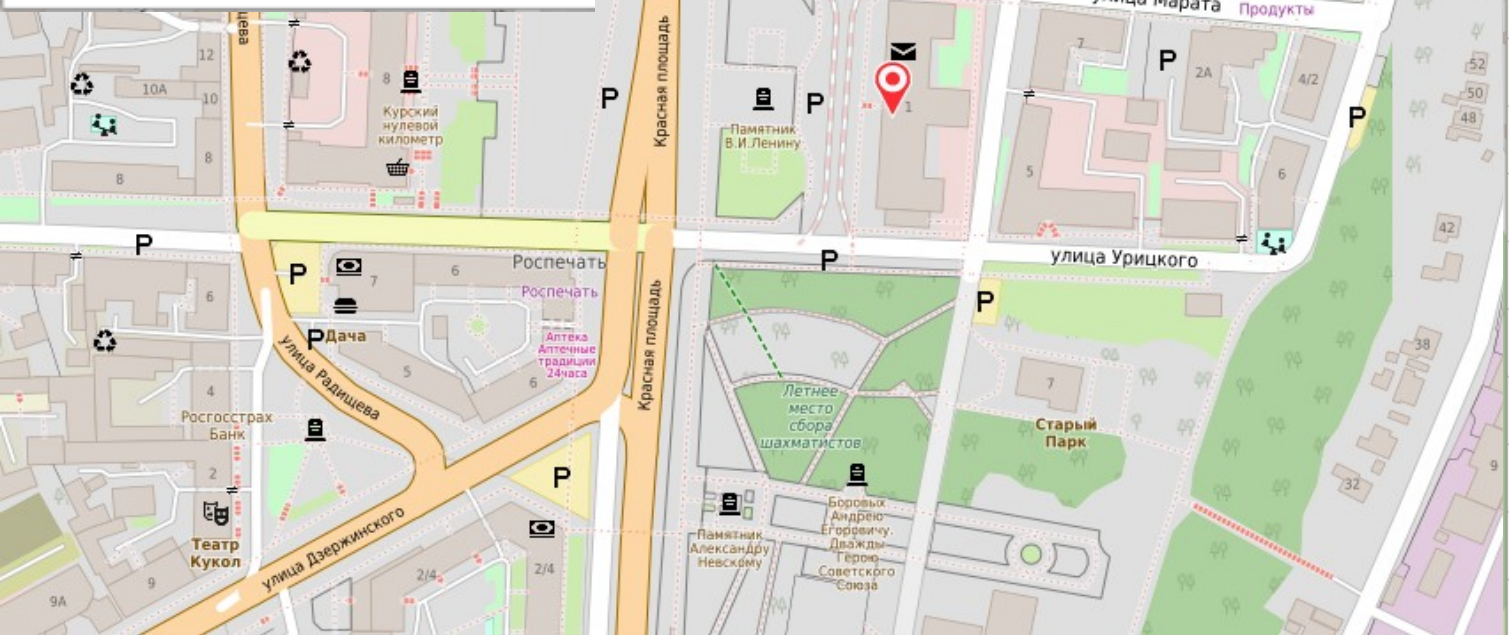 улица Марата
Продукты
щева
Красная площадь
12
7
2А
4/2
52
50
48
10А
10
8
Курский
нулевой
километр
Памятник
В.И.Ленину
1
P
P
P
P
8
8
5
6
42
P
P
улица Урицкого
P
7
6
Роспечать
Роспечать
P
6
P
Дача
Аптека
Аптечные
традиции
24часа
Красная площадь
38
улица Радищева
5
6
7
4
Летнее
место
сбора
шахматистов
Старый
Парк
Росгосстрах
Банк
2
P
9
32
Театр
Кукол
улица Дзержинского
Памятник
Александру
Невскому
Боровых
Андрею
Егоровичу.
Дважды
Герою
Советского
Союза
9
9А
2/4
2/4